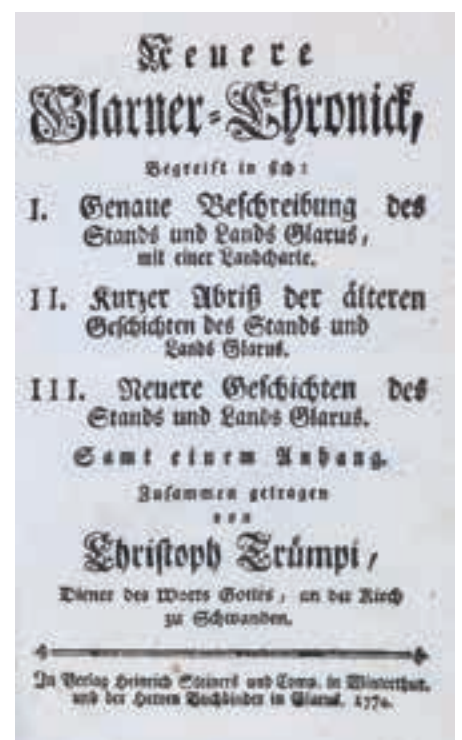 Neuere
Glarner-Chronick,
Begreift in sich:
I. Genaue Beschreibung des
Stands und Lands Glarus,
mit einer Landcharte.
II. Kurzer Abriß der älteren
Geschichten des Stands und
Lands Glarus.
III. Neuere Geschichten des
Stands und Lands Glarus.
Samt einem Anhang.
Zusammen getragen
von
Christoph Trümpi,
Diener des Worts Gottes, an der Kirch
zu Schwanden.
In Verlag Heinrich Steiners und Comp. in Winterthur.
und der Herren Buchbinder in Glarus. 1774.